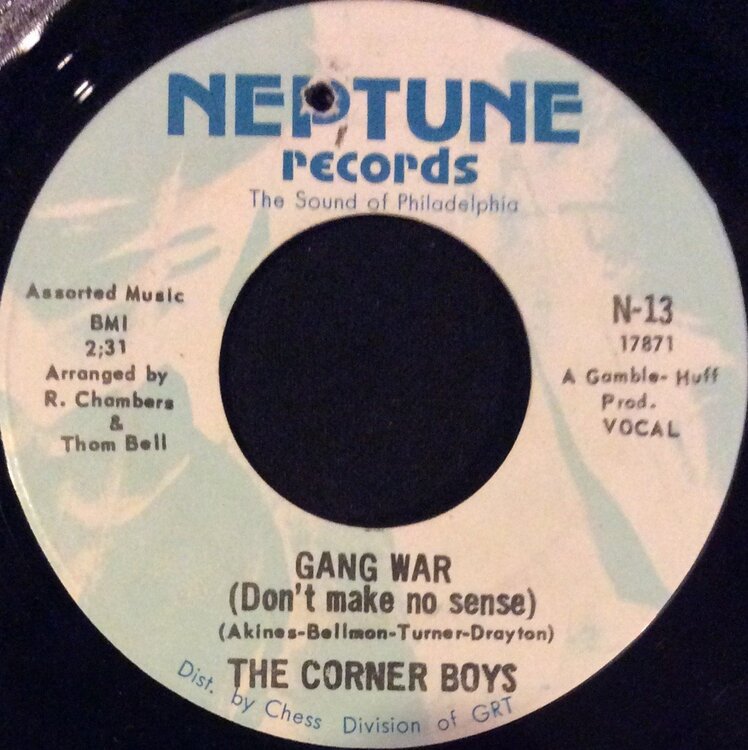 NEPTUNE
records
The Sound of Philadelphia
Assorted Music
BMI
2;31
Arranged by
R. Chambers
&
Thom Bell
N-13
17871
A Gamble-Huff
Prod.
VOCAL
GANG WAR
(Don't make no sense)
(Akines-Bellmon-Turner-Drayton)
THE CORNER BOYS
Dist. by Chess Division of GRT